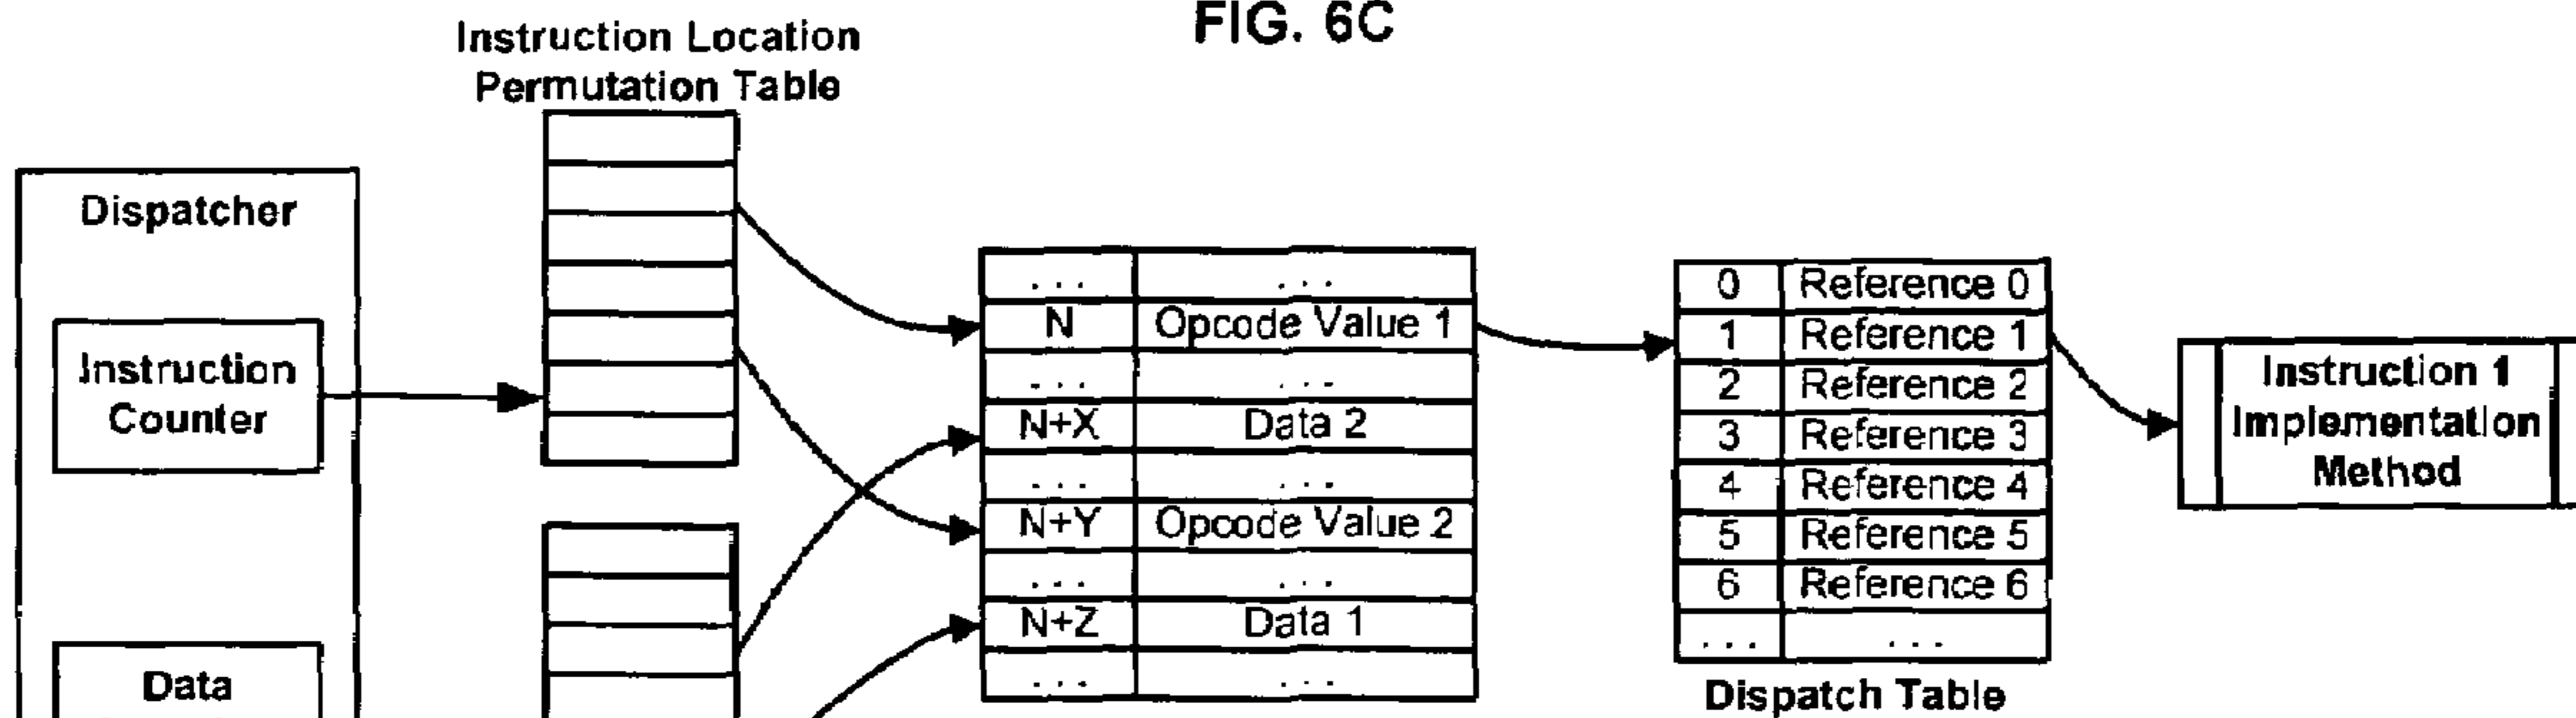 FIG. 6C
Instruction Location
Permutation Table
Dispatcher
Instruction
Counter
Data
... ...
N Opcode Value 1
... ...
N+X Data 2
... ...
N+Y Opcode Value 2
... ...
N+Z Data 1
... ...
0 Reference 0
1 Reference 1
2 Reference 2
3 Reference 3
4 Reference 4
5 Reference 5
6 Reference 6
... ...
Dispatch Table
Instruction 1
Implementation
Method